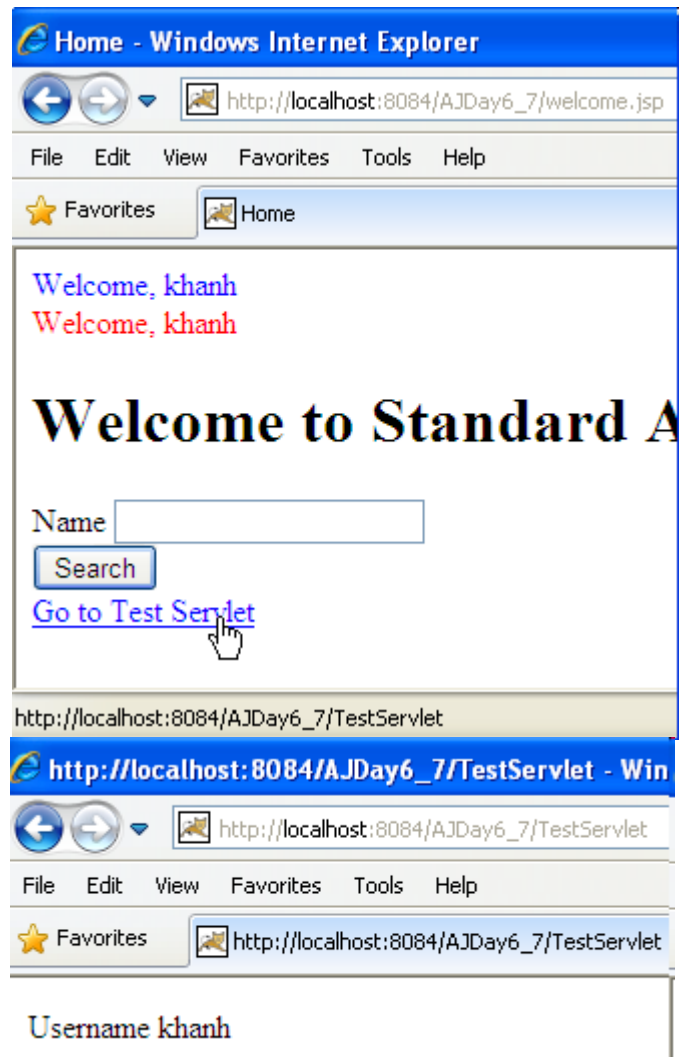 Home - Windows Internet Explorer
http://localhost:8084/AJDay6_7/welcome.jsp
File Edit View Favorites Tools Help
Favorites Home
Welcome, khanh
Welcome, khanh
Welcome to Standard A
Name
Search
Go to Test Servlet
http://localhost:8084/AJDay6_7/TestServlet
http://localhost:8084/AJDay6_7/TestServlet - Win
http://localhost:8084/AJDay6_7/TestServlet
File Edit View Favorites Tools Help
Favorites http://localhost:8084/AJDay6_7/TestServlet
Username khanh